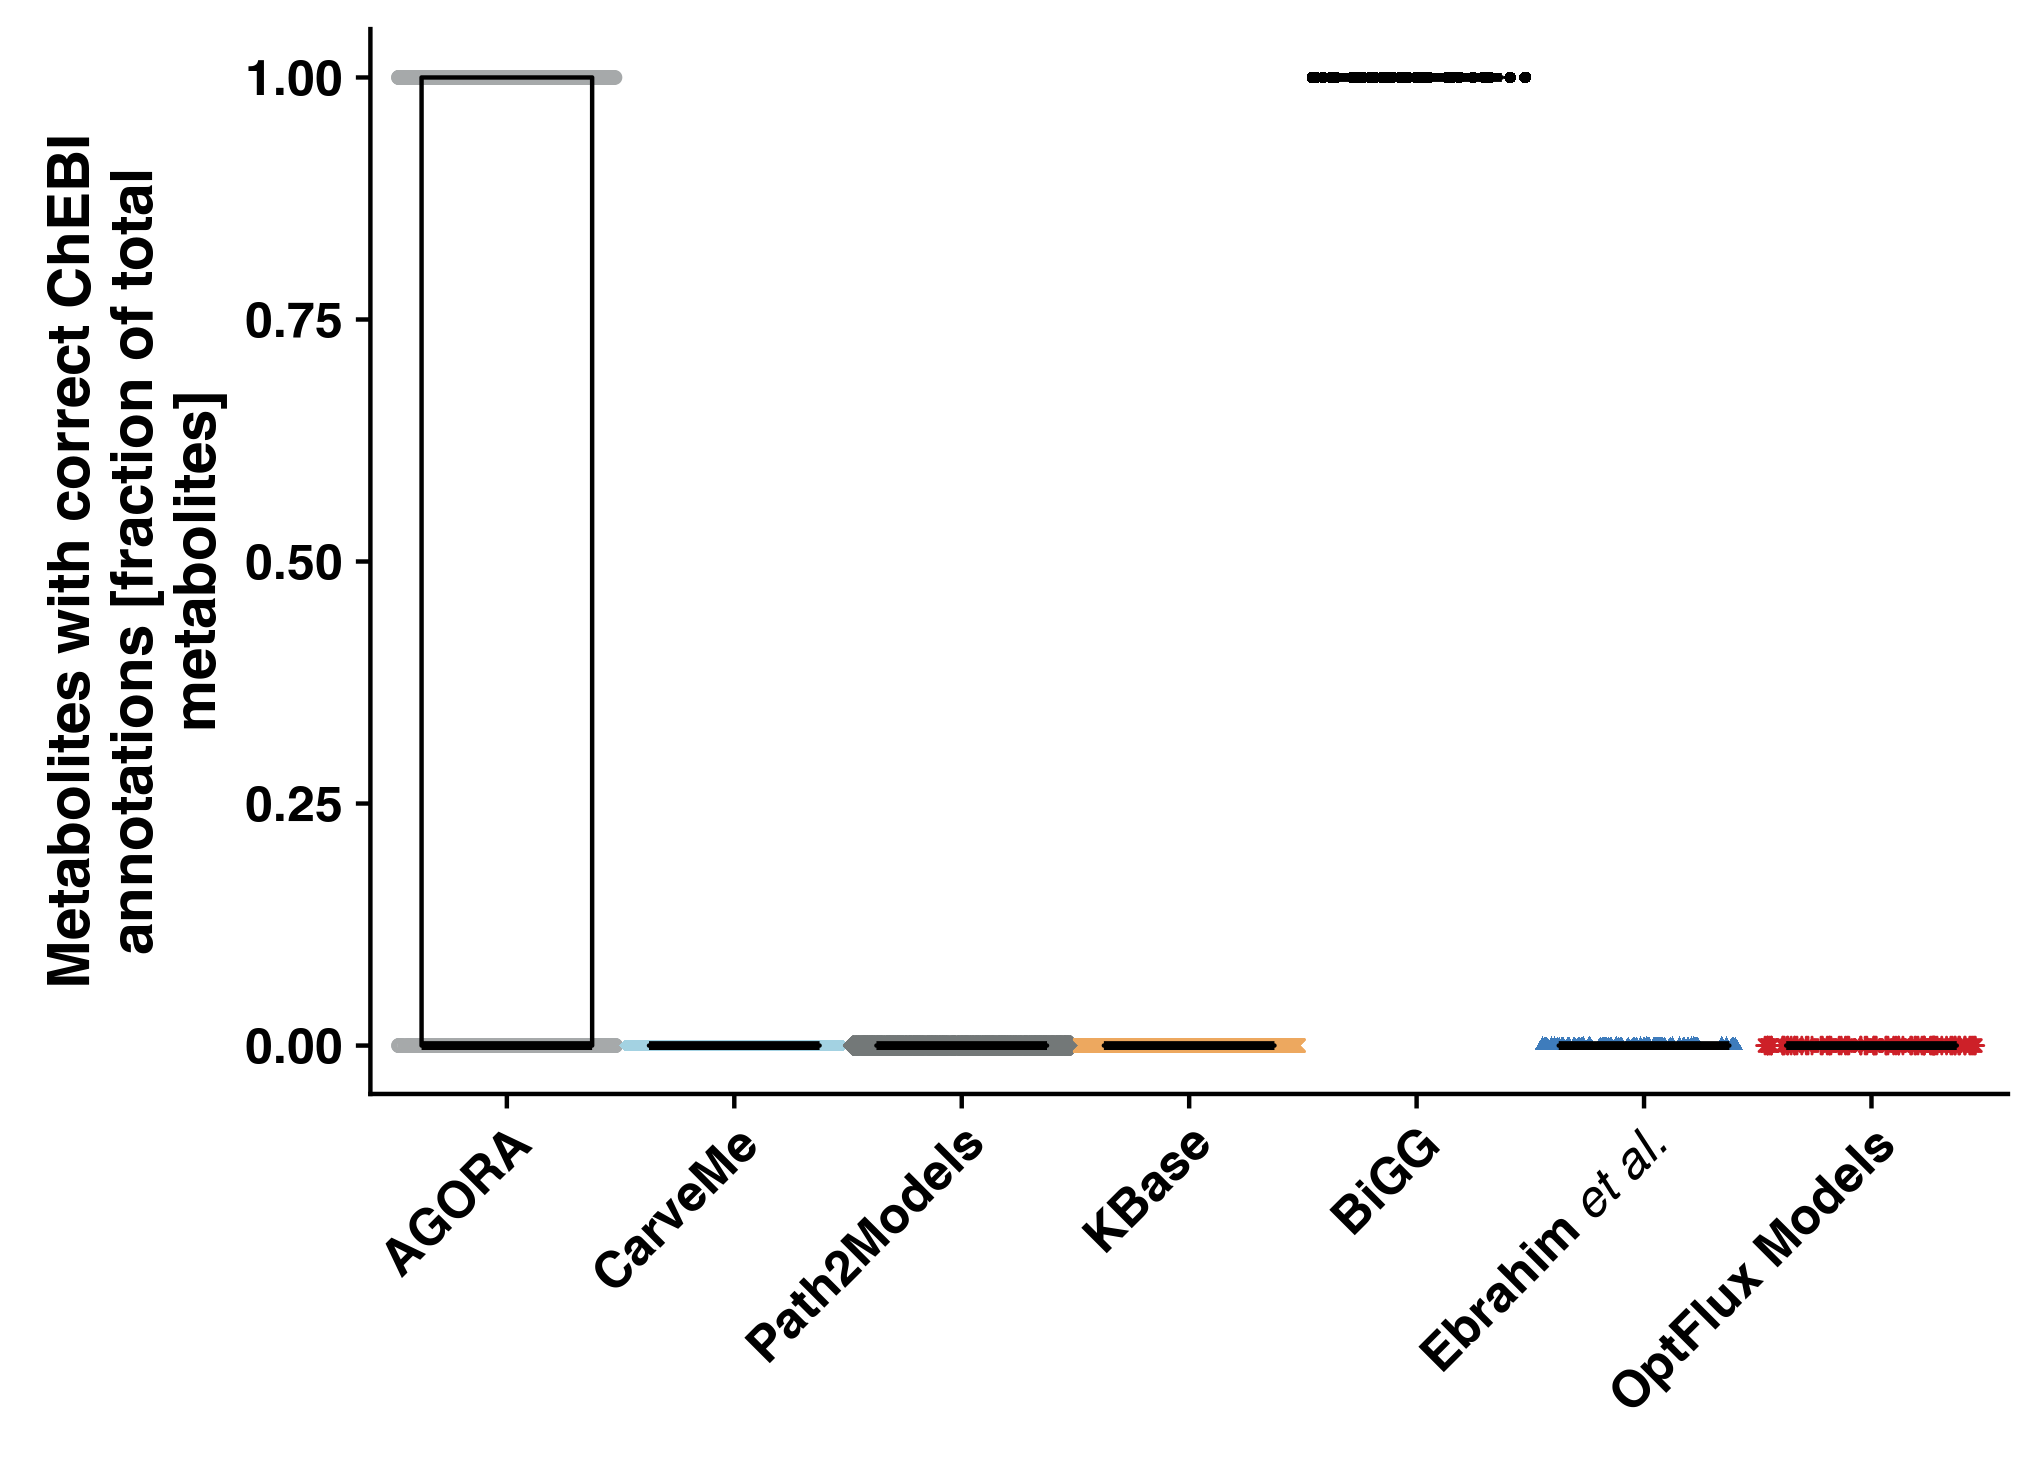 Metabolites with correct ChEBI
annotations [fraction of total
metabolites]
1.00
0.75
0.50
0.25
0.00
AGORA
CarveMe
Path2Models
KBase
BiGG
Ebrahim et al.
OptFlux Models